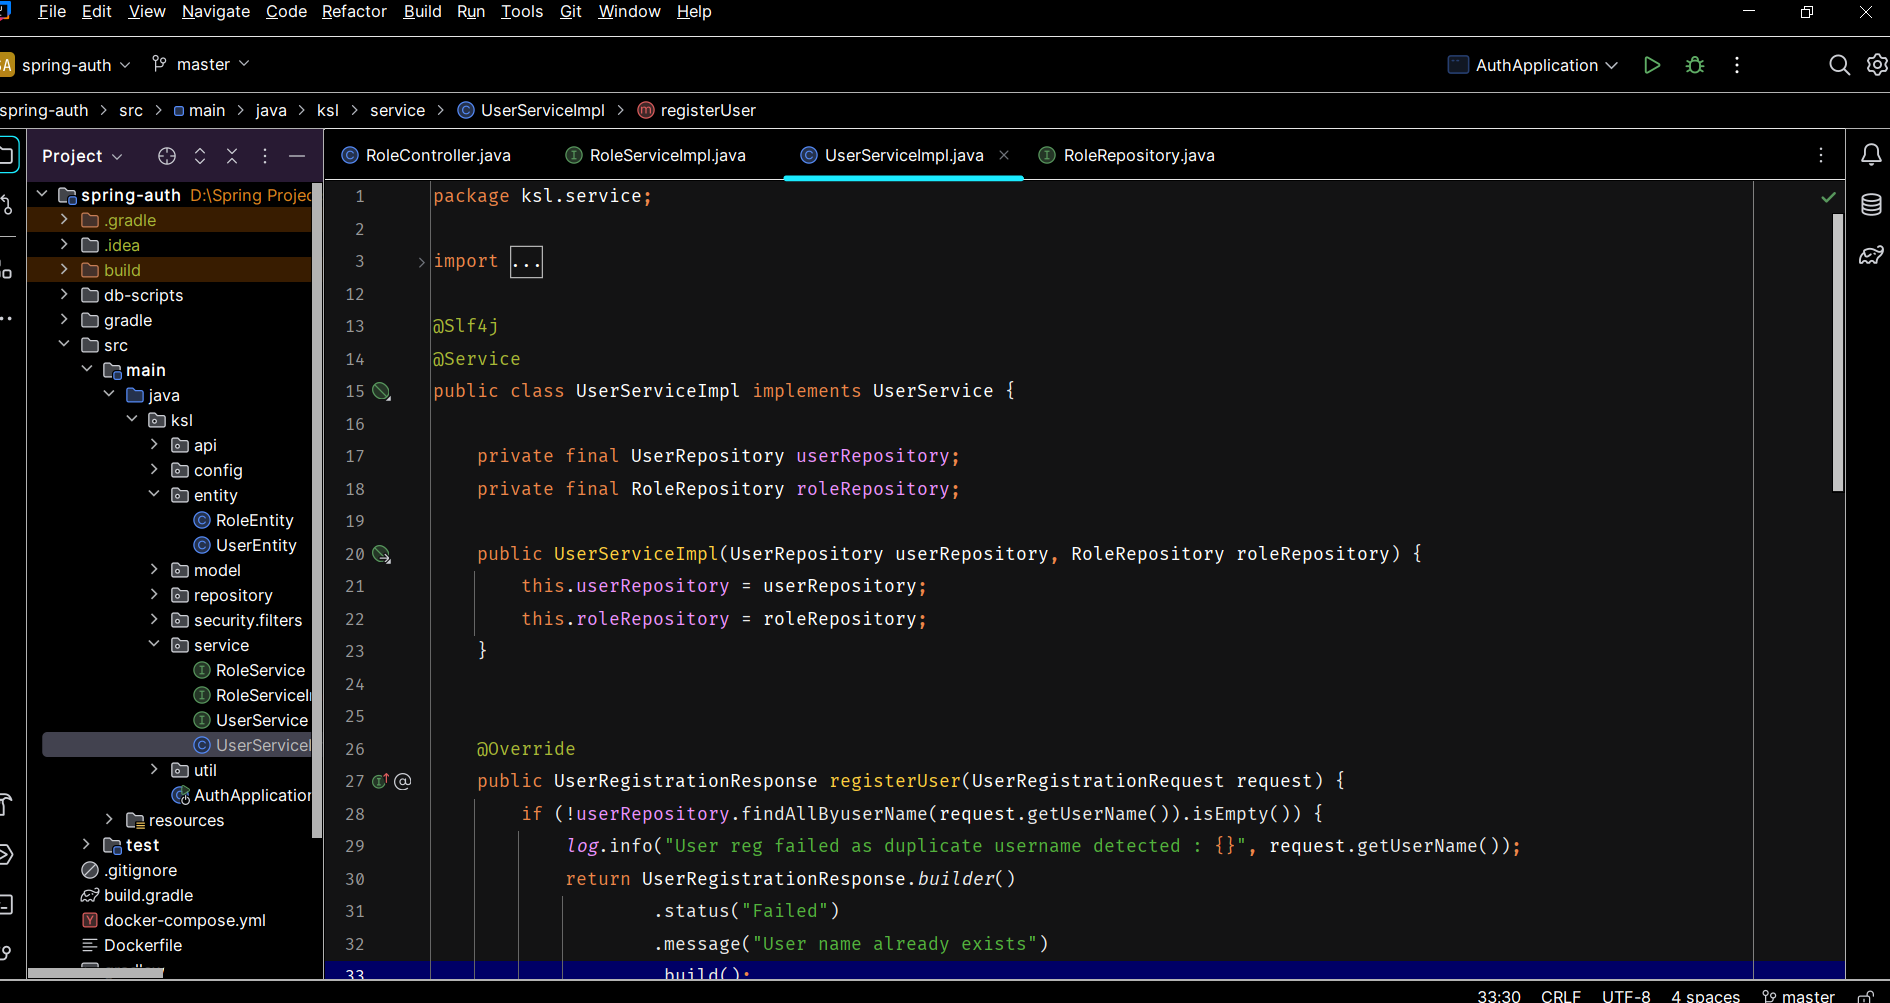 File Edit View Navigate Code Refactor Build Run Tools Git Window Help
spring-auth master AuthApplication
spring-auth > src > main > java > ksl > service > UserServiceImpl > registerUser
Project
RoleController.java RoleServiceImpl.java UserServiceImpl.java RoleRepository.java
spring-auth D:\Spring Projec
.gradle
.idea
build
db-scripts
gradle
src
main
java
ksl
api
config
entity
RoleEntity
UserEntity
model
repository
security.filters
service
RoleService
RoleServiceI
UserService
UserServiceI
util
AuthApplication
resources
test
.gitignore
build.gradle
docker-compose.yml
Dockerfile
1 package ksl.service;
2
3 import ...
12
13 @Slf4j
14 @Service
15 public class UserServiceImpl implements UserService {
16
17 private final UserRepository userRepository;
18 private final RoleRepository roleRepository;
19
20 public UserServiceImpl(UserRepository userRepository, RoleRepository roleRepository) {
21 this.userRepository = userRepository;
22 this.roleRepository = roleRepository;
23 }
24
25
26 @Override
27 public UserRegistrationResponse registerUser(UserRegistrationRequest request) {
28 if (!userRepository.findAllByuserName(request.getUserName()).isEmpty()) {
29 log.info("User reg failed as duplicate username detected : {}", request.getUserName());
30 return UserRegistrationResponse.builder()
31 .status("Failed")
32 .message("User name already exists")
33 .build();
33:30 CRLF UTF-8 4 spaces master